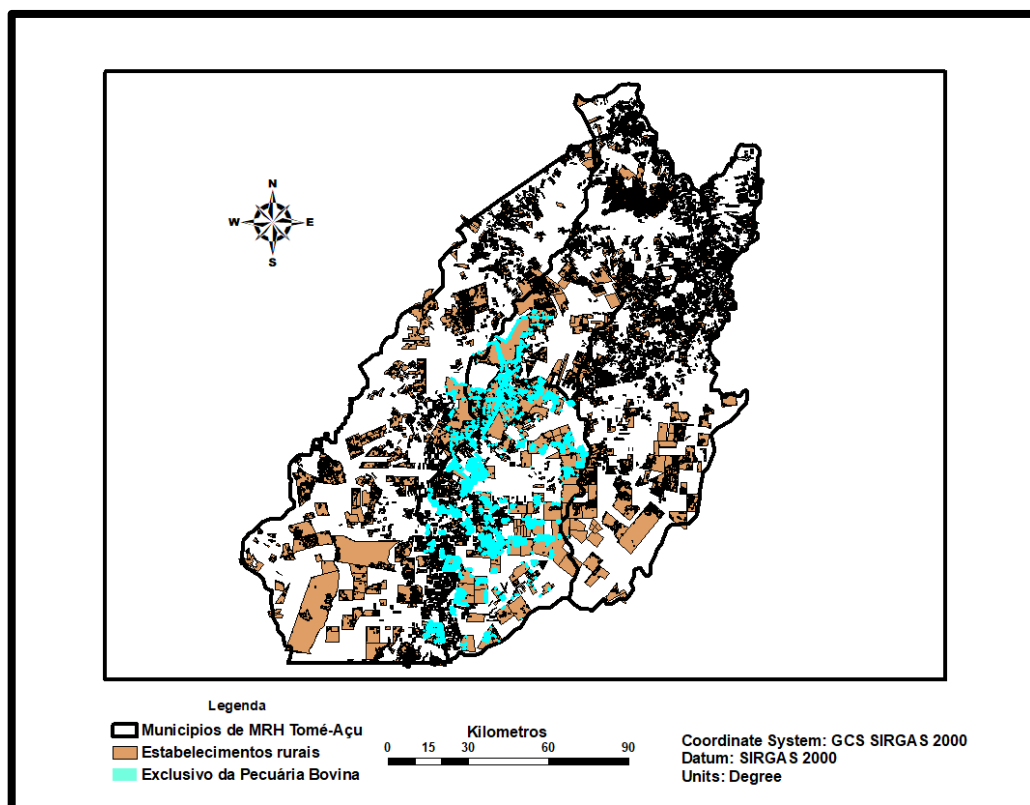 N
W E
S
Legenda
Municipios de MRH Tomé-Açu
Estabelecimentos rurais
Exclusivo da Pecuária Bovina
Kilometros
0 15 30 60 90
Coordinate System: GCS SIRGAS 2000
Datum: SIRGAS 2000
Units: Degree